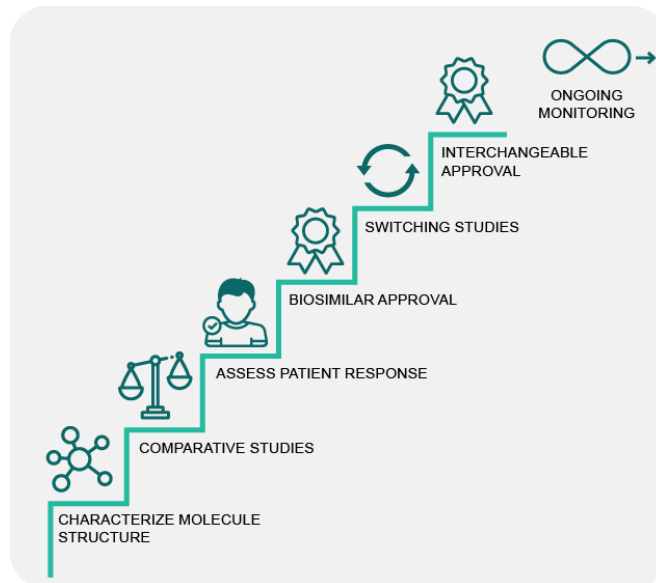 ONGOING
MONITORING
INTERCHANGEABLE
APPROVAL
SWITCHING STUDIES
BIOSIMILAR APPROVAL
ASSESS PATIENT RESPONSE
COMPARATIVE STUDIES
CHARACTERIZE MOLECULE
STRUCTURE